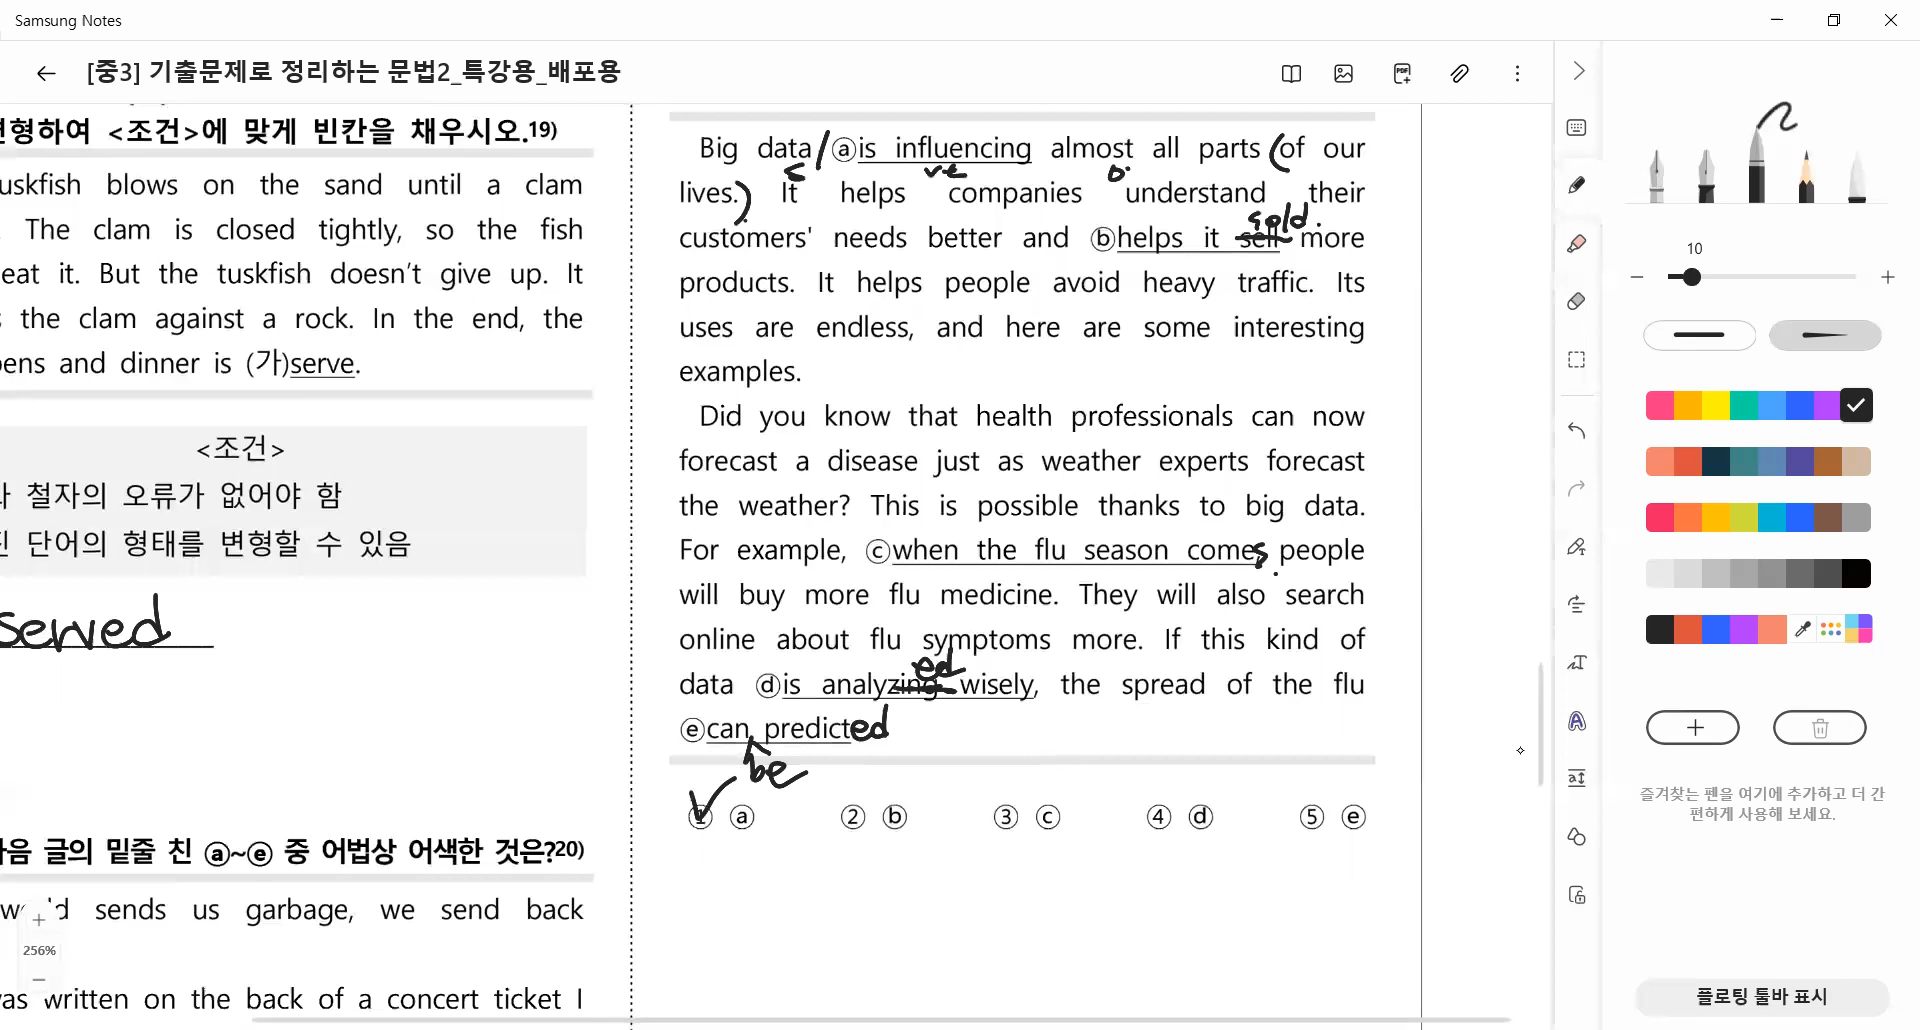 Samsung Notes
[중3] 기출문제로 정리하는 문법2_특강용_배포용
변형하여 <조건>에 맞게 빈칸을 채우시오.19)
uskfish blows on the sand until a clam
. The clam is closed tightly, so the fish
eat it. But the tuskfish doesn't give up. It
s the clam against a rock. In the end, the
pens and dinner is (가)serve.
<조건>
철자의 오류가 없어야 함
단어의 형태를 변형할 수 있음
served
다음 글의 밑줄 친 ⓐ~ⓔ 중 어법상 어색한 것은?20)
sends us garbage, we send back
was written on the back of a concert ticket I
256%
Big data ⓐis influencing almost all parts of our
s v c o
lives. It helps companies understand their
sold
customers' needs better and ⓑhelps it sell more
products. It helps people avoid heavy traffic. Its
uses are endless, and here are some interesting
examples.
Did you know that health professionals can now
forecast a disease just as weather experts forecast
the weather? This is possible thanks to big data.
For example, ⓒwhen the flu season comes people
will buy more flu medicine. They will also search
online about flu symptoms more. If this kind of
ed
data ⓓis analyzing wisely, the spread of the flu
ⓔcan predicted
be
① ⓐ ② ⓑ ③ ⓒ ④ ⓓ ⑤ ⓔ
10
즐겨찾는 펜을 여기에 추가하고 더 간
편하게 사용해 보세요.
플로팅 툴바 표시